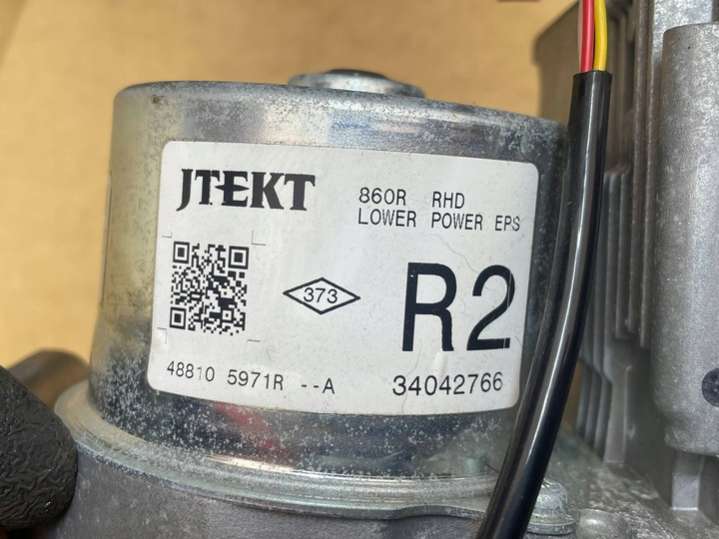 JTEKT
860R RHD
LOWER POWER EPS
373
R2
48810 5971R --A
34042766